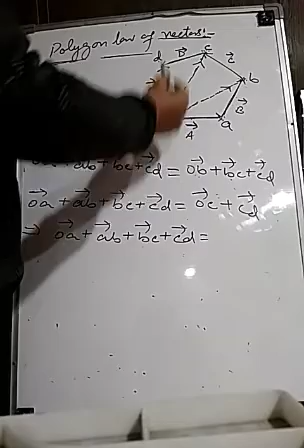 Polygon law of vectors:-
d D⃗ c C⃗
b
B⃗
a
A⃗
+ ab⃗ + bc⃗ + cd⃗ = ob⃗ + bc⃗ + cd⃗
oa⃗ + ab⃗ + bc⃗ + cd⃗ = oc⃗ + cd⃗
⇒ oa⃗ + ab⃗ + bc⃗ + cd⃗ =